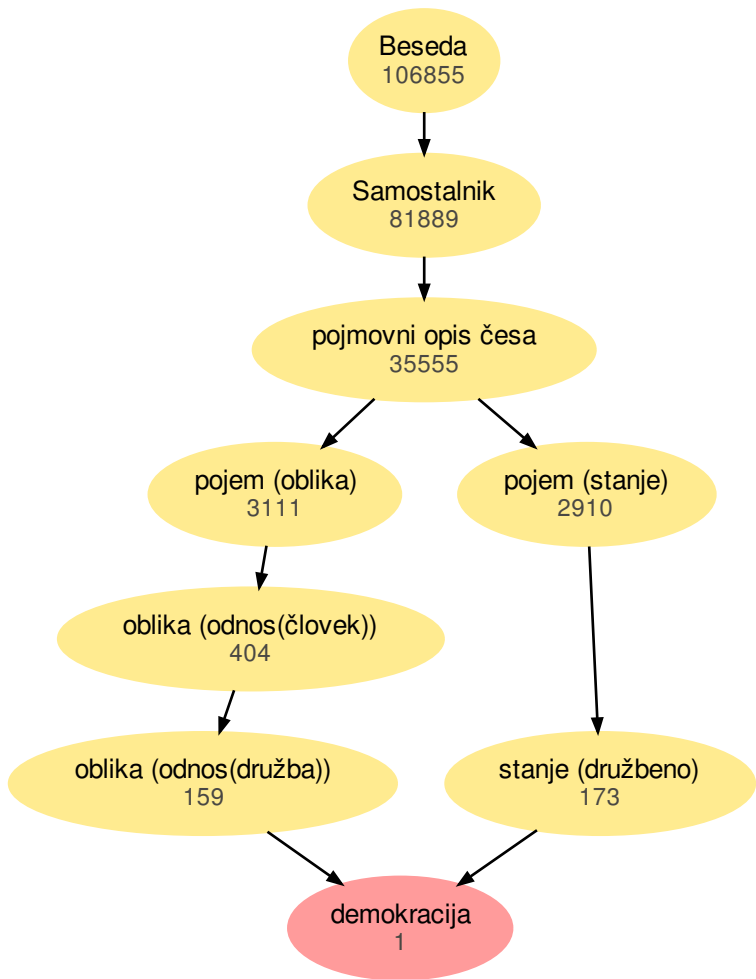 Beseda
106855
Samostalnik
81889
pojmovni opis česa
35555
pojem (oblika)
3111
pojem (stanje)
2910
oblika (odnos(človek))
404
oblika (odnos(družba))
159
stanje (družbeno)
173
demokracija
1